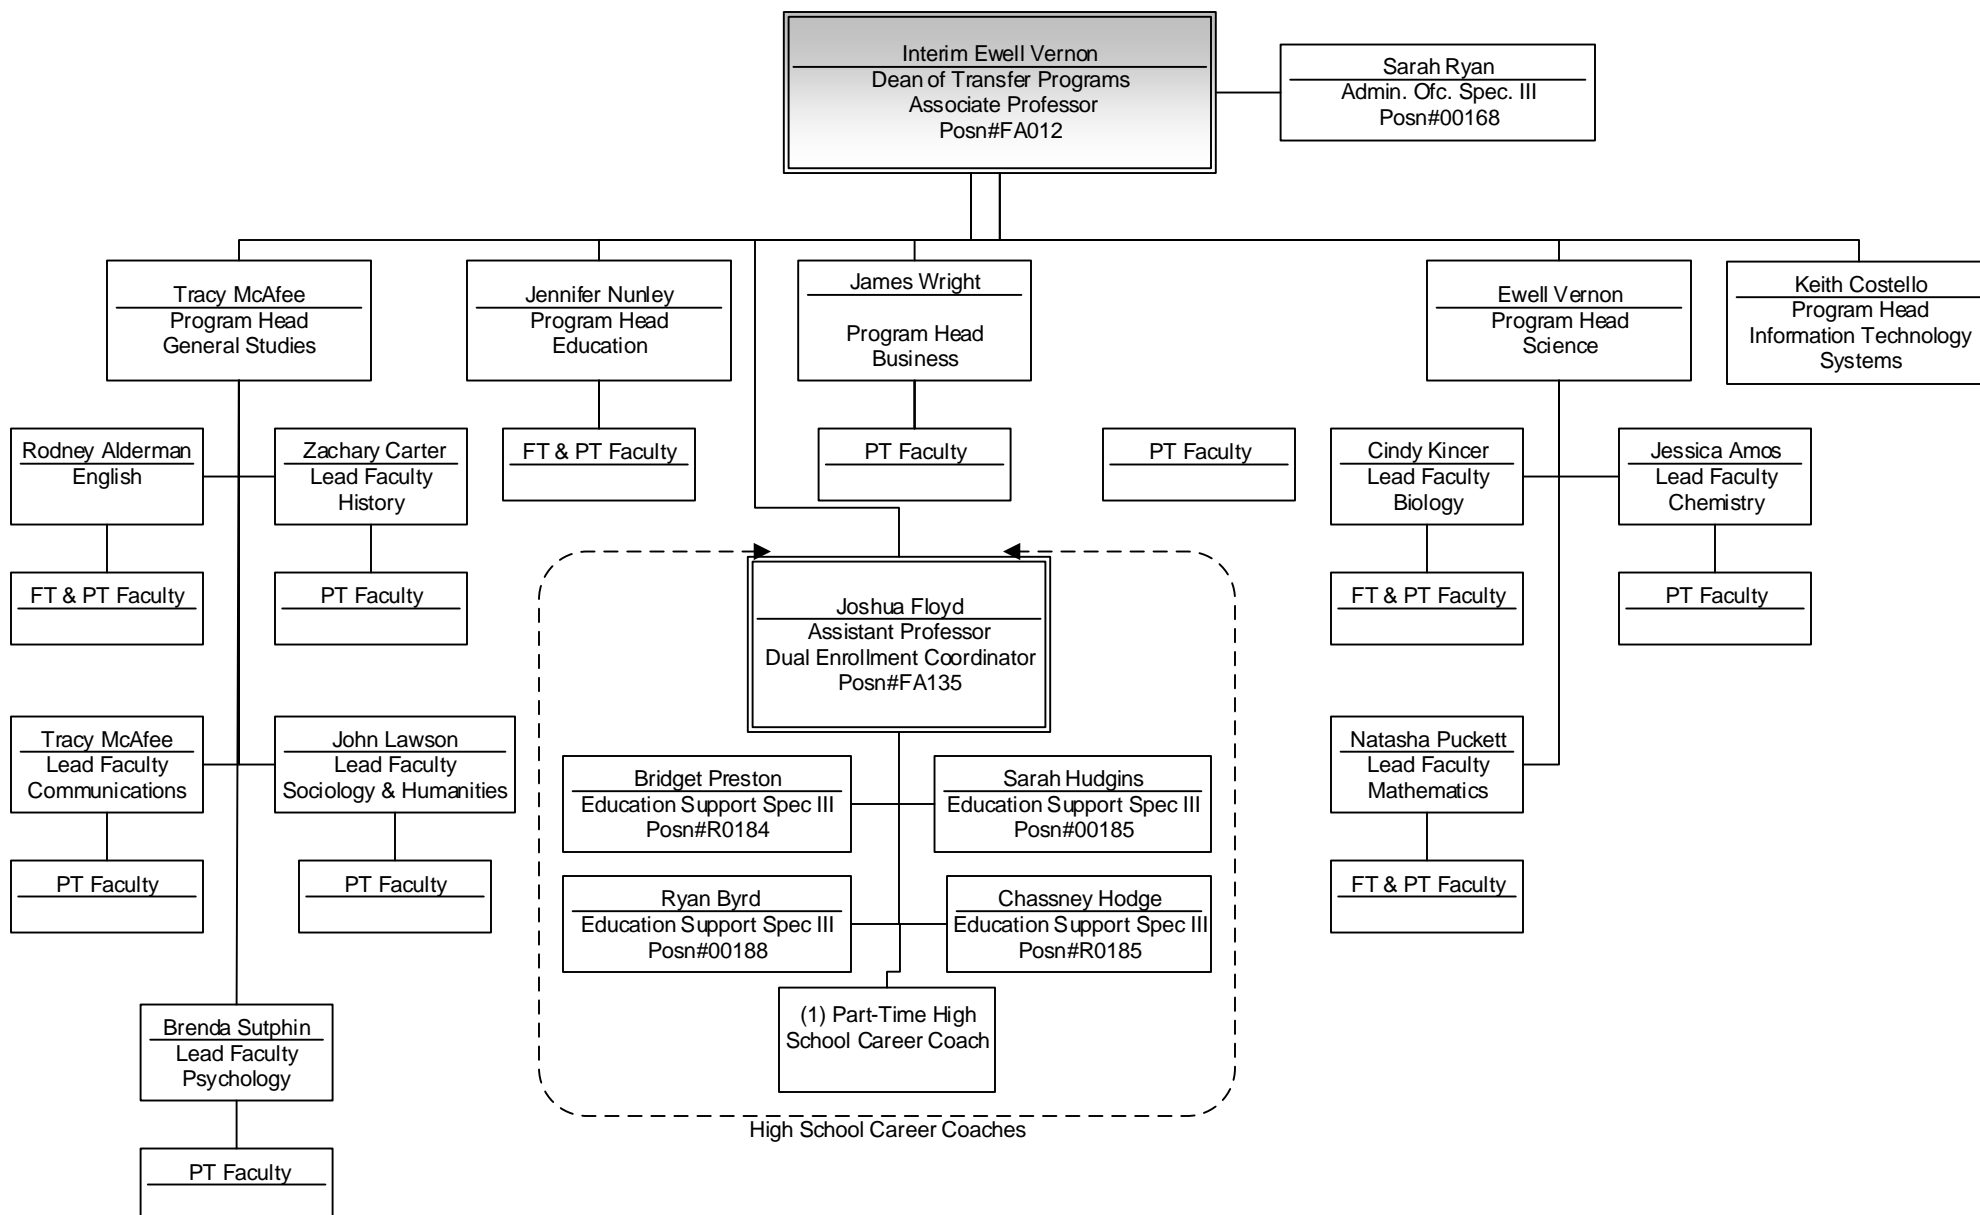 Interim Ewell Vernon
Dean of Transfer Programs
Associate Professor
Posn#FA012
Sarah Ryan
Admin. Ofc. Spec. III
Posn#00168
Tracy McAfee
Program Head
General Studies
Jennifer Nunley
Program Head
Education
James Wright
Program Head
Business
Ewell Vernon
Program Head
Science
Keith Costello
Program Head
Information Technology
Systems
Rodney Alderman
English
Zachary Carter
Lead Faculty
History
FT & PT Faculty
PT Faculty
PT Faculty
Cindy Kincer
Lead Faculty
Biology
Jessica Amos
Lead Faculty
Chemistry
FT & PT Faculty
PT Faculty
Joshua Floyd
Assistant Professor
Dual Enrollment Coordinator
Posn#FA135
FT & PT Faculty
PT Faculty
Tracy McAfee
Lead Faculty
Communications
John Lawson
Lead Faculty
Sociology & Humanities
Bridget Preston
Education Support Spec III
Posn#R0184
Sarah Hudgins
Education Support Spec III
Posn#00185
Natasha Puckett
Lead Faculty
Mathematics
PT Faculty
PT Faculty
Ryan Byrd
Education Support Spec III
Posn#00188
Chassney Hodge
Education Support Spec III
Posn#R0185
FT & PT Faculty
(1) Part-Time High
School Career Coach
Brenda Sutphin
Lead Faculty
Psychology
High School Career Coaches
PT Faculty